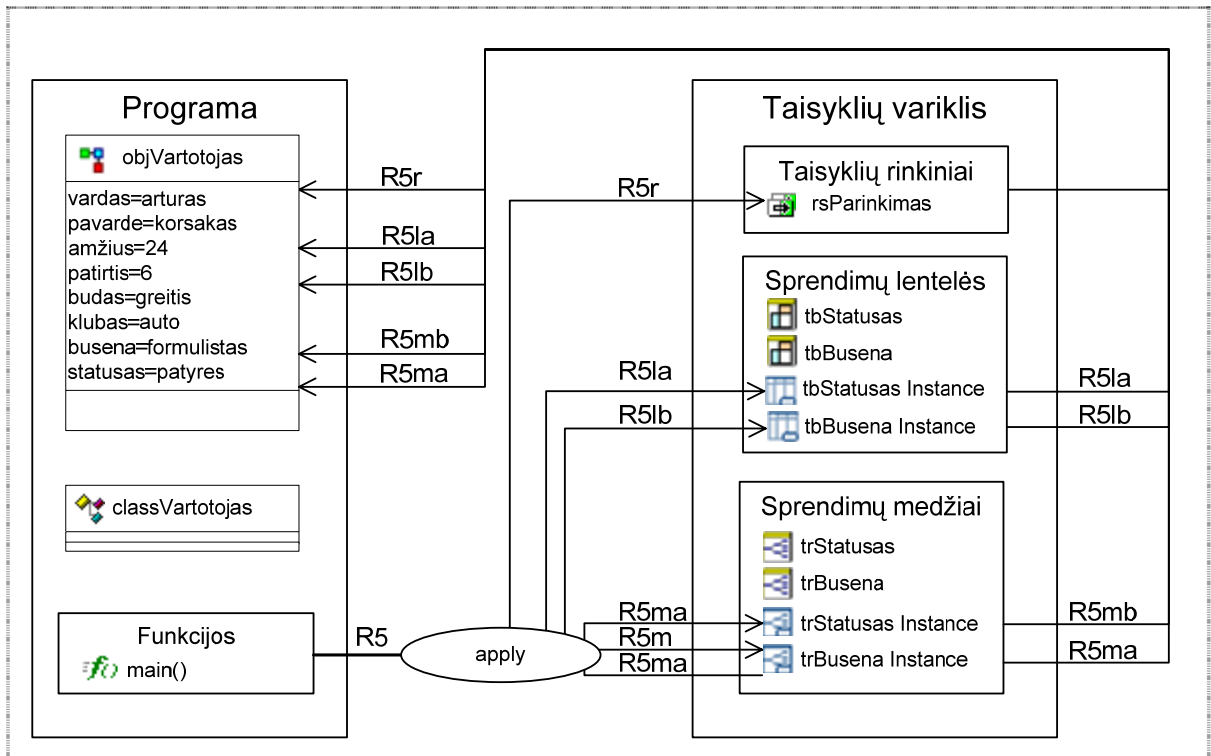 Programa
objVartotojas
vardas=arturas
pavarde=korsakas
amžius=24
patirtis=6
budas=greitis
klubas=auto
busena=formulistas
statusas=patyres
classVartotojas
Funkcijos
f() main()
R5r
R5la
R5lb
R5mb
R5ma
R5
apply
R5r
R5la
R5lb
R5ma
R5m
R5ma
Taisyklių variklis
Taisyklių rinkiniai
rsParinkimas
Sprendimų lentelės
tbStatusas
tbBusena
tbStatusas Instance
tbBusena Instance
Sprendimų medžiai
trStatusas
trBusena
trStatusas Instance
trBusena Instance
R5la
R5lb
R5mb
R5ma